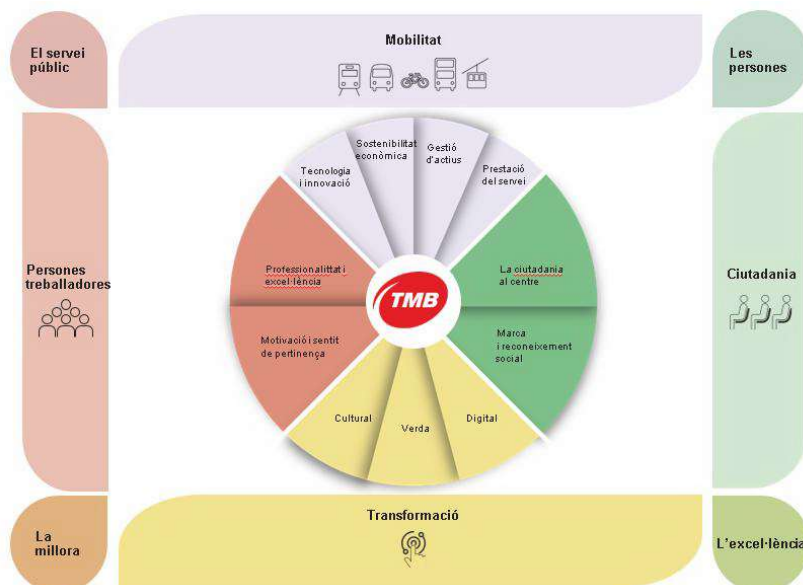 El servei
públic
Mobilitat
Les
persones
Tecnologia
i innovació
Sostenibilitat
econòmica
Gestió
d'actius
Prestació
del servei
Persones
treballadores
Professionalittat i
excel·lència
TMB
La ciutadania
al centre
Ciutadania
Motivació i sentit
de pertinença
Marca
i reconeixement
social
Cultural
Verda
Digital
La
millora
Transformació
L'excel·lència